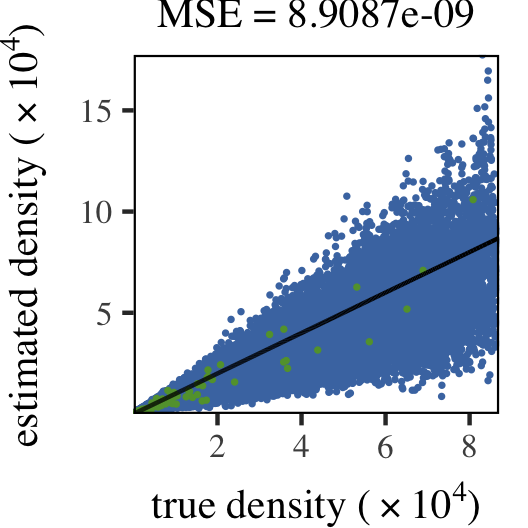 MSE = 8.9087e-09
estimated density ( × 10⁴)
15
10
5
2 4 6 8
true density ( × 10⁴)